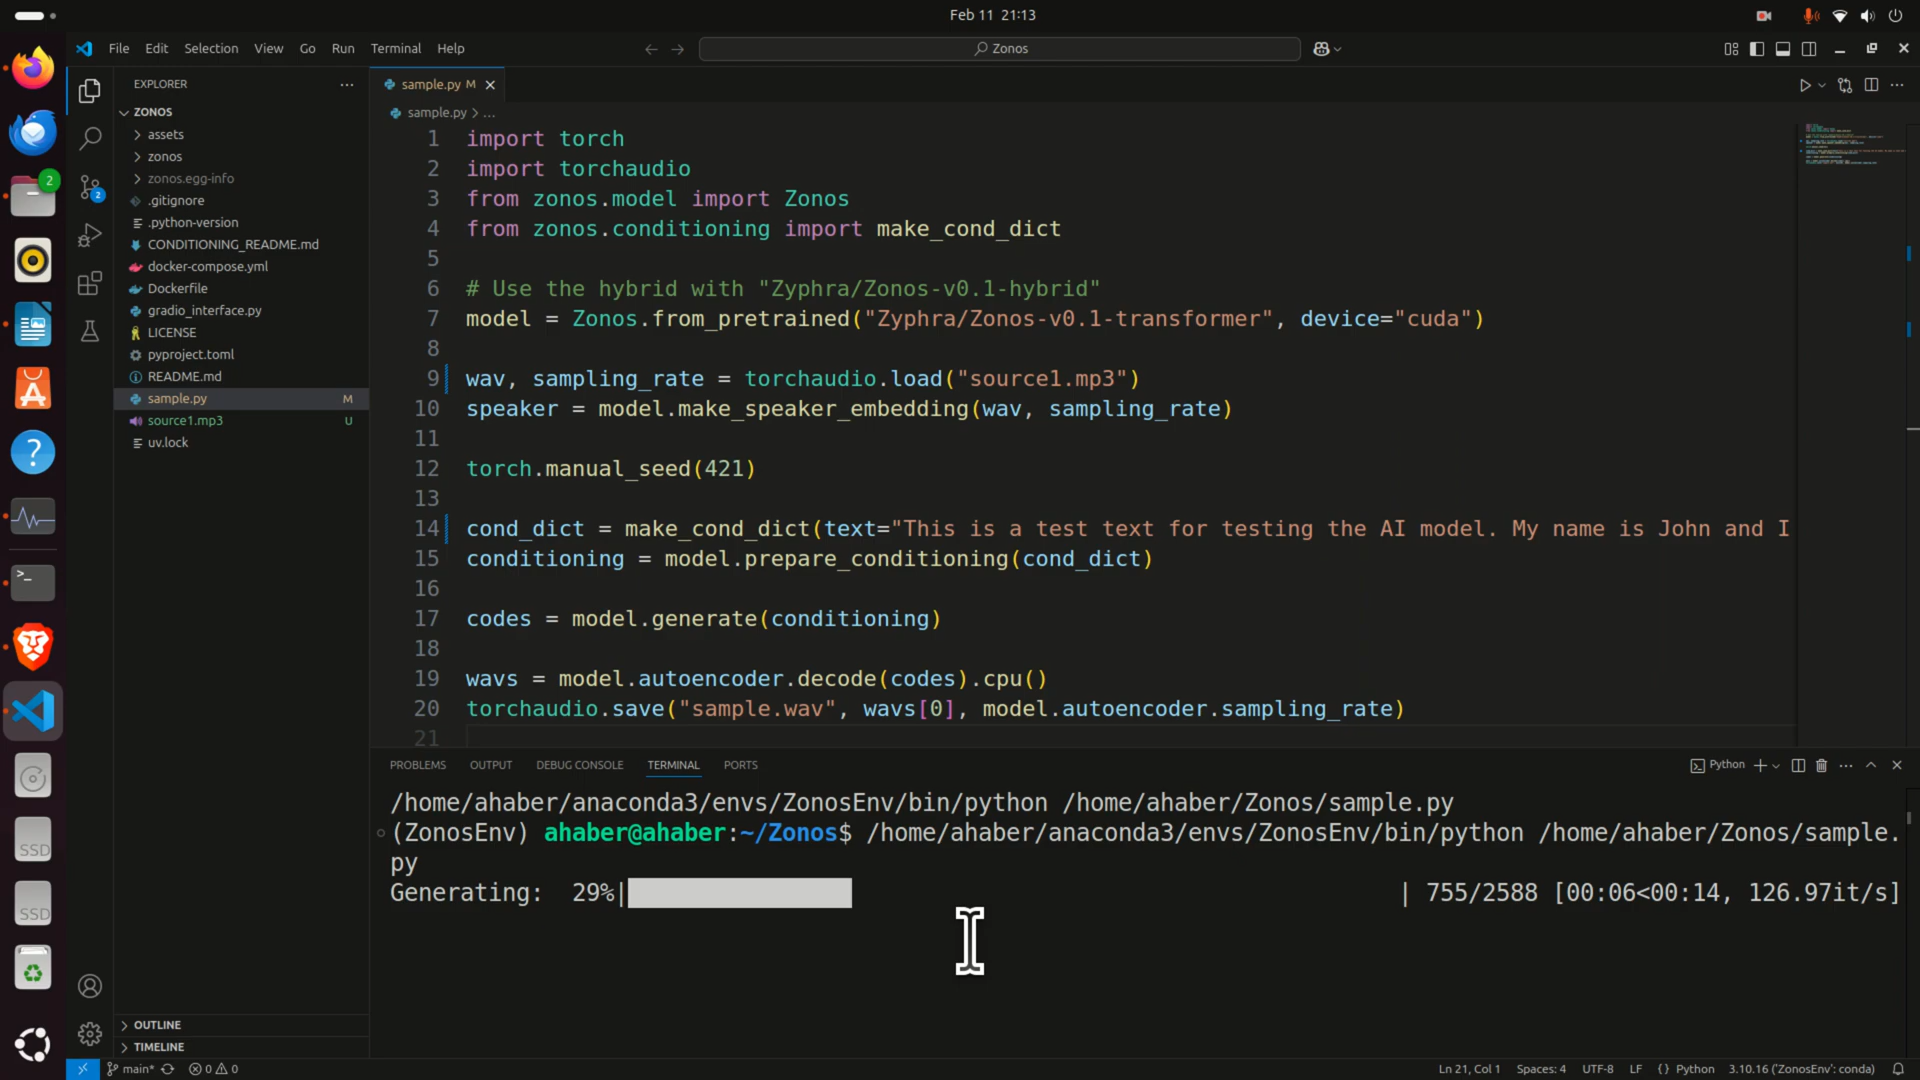 Feb 11 21:13
File Edit Selection View Go Run Terminal Help
Zonos
EXPLORER
sample.py M
ZONOS
sample.py > ...
assets
zonos
zonos.egg-info
.gitignore
.python-version
CONDITIONING_README.md
docker-compose.yml
Dockerfile
gradio_interface.py
LICENSE
pyproject.toml
README.md
sample.py M
source1.mp3 U
uv.lock
2
2
1 import torch
2 import torchaudio
3 from zonos.model import Zonos
4 from zonos.conditioning import make_cond_dict
5
6 # Use the hybrid with "Zyphra/Zonos-v0.1-hybrid"
7 model = Zonos.from_pretrained("Zyphra/Zonos-v0.1-transformer", device="cuda")
8
9 wav, sampling_rate = torchaudio.load("source1.mp3")
10 speaker = model.make_speaker_embedding(wav, sampling_rate)
11
12 torch.manual_seed(421)
13
14 cond_dict = make_cond_dict(text="This is a test text for testing the AI model. My name is John and I
15 conditioning = model.prepare_conditioning(cond_dict)
16
17 codes = model.generate(conditioning)
18
19 wavs = model.autoencoder.decode(codes).cpu()
20 torchaudio.save("sample.wav", wavs[0], model.autoencoder.sampling_rate)
21
PROBLEMS OUTPUT DEBUG CONSOLE TERMINAL PORTS
Python
/home/ahaber/anaconda3/envs/ZonosEnv/bin/python /home/ahaber/Zonos/sample.py
(ZonosEnv) ahaber@ahaber:~/Zonos$ /home/ahaber/anaconda3/envs/ZonosEnv/bin/python /home/ahaber/Zonos/sample.
py
Generating: 29%| | 755/2588 [00:06<00:14, 126.97it/s]
SSD
SSD
OUTLINE
TIMELINE
main* 0 0
Ln 21, Col 1 Spaces: 4 UTF-8 LF {} Python 3.10.16 ('ZonosEnv': conda)